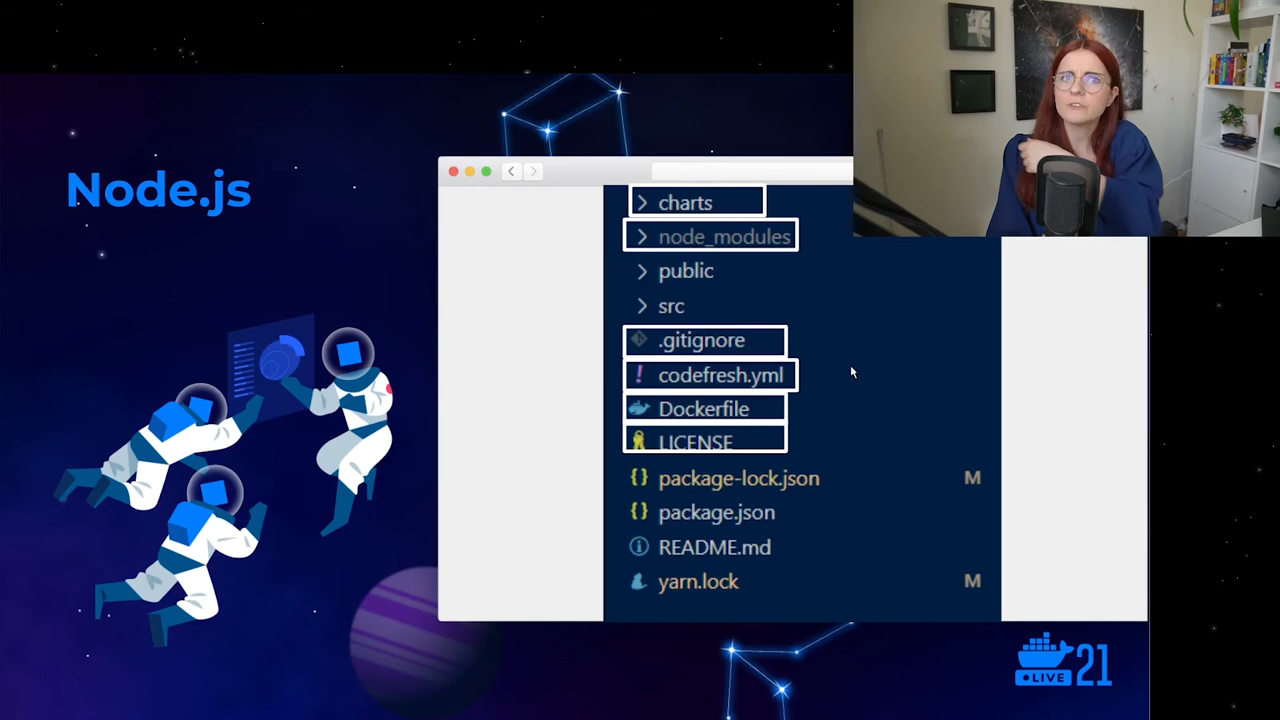 Node.js
charts
node_modules
public
src
.gitignore
codefresh.yml
Dockerfile
LICENSE
package-lock.json M
package.json
README.md
yarn.lock M
LIVE 21